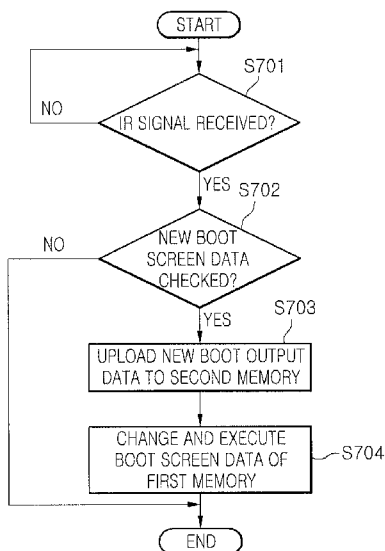 START
S701
NO
IR SIGNAL RECEIVED?
YES
S702
NO
NEW BOOT
SCREEN DATA
CHECKED?
YES
S703
UPLOAD NEW BOOT OUTPUT
DATA TO SECOND MEMORY
CHANGE AND EXECUTE
BOOT SCREEN DATA OF
FIRST MEMORY
S704
END